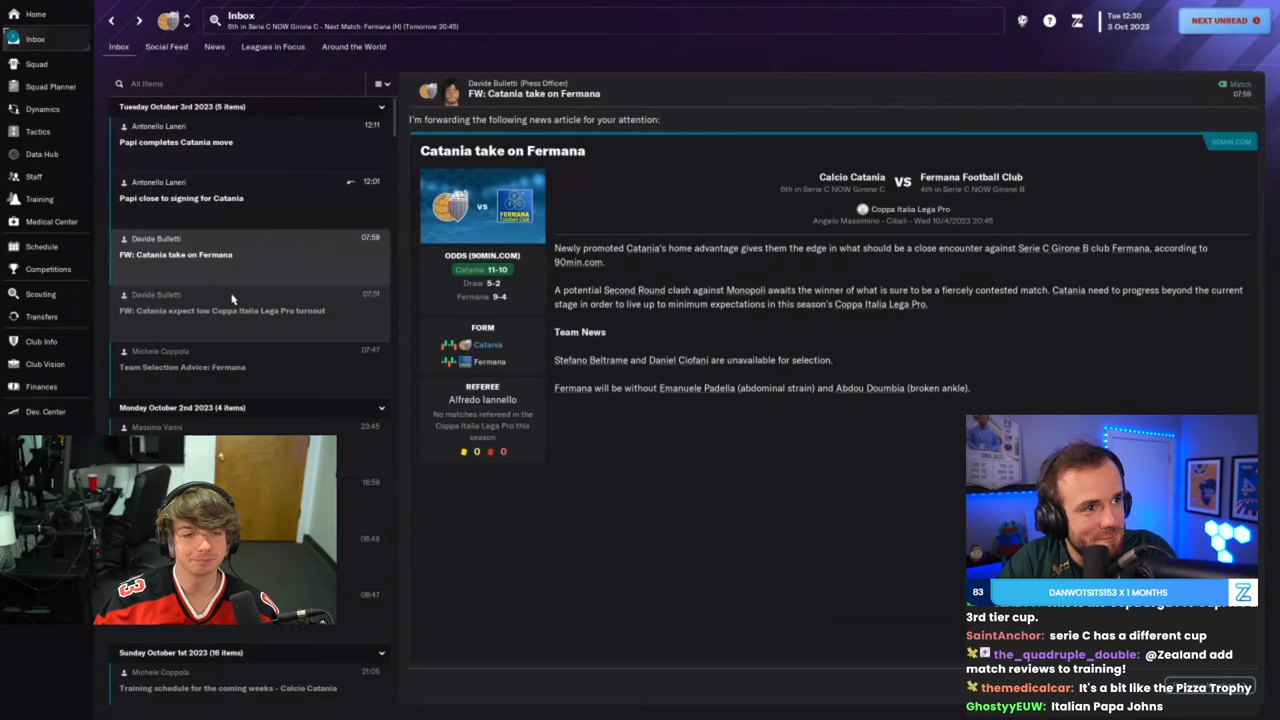 Home
Inbox
Squad
Squad Planner
Dynamics
Tactics
Data Hub
Staff
Training
Medical Center
Schedule
Competitions
Scouting
Transfers
Club Info
Club Vision
Finances
Dev. Center
Inbox
6th in Serie C NOW Girone C - Next Match: Fermana (H) (Tomorrow 20:45)
Tue 12:30
3 Oct 2023
NEXT UNREAD
Inbox Social Feed News Leagues in Focus Around the World
All Items
Tuesday October 3rd 2023 (5 items)
Antonello Laneri 12:11
Papi completes Catania move
Antonello Laneri 12:01
Papi close to signing for Catania
Davide Bulletti 07:59
FW: Catania take on Fermana
Davide Bulletti 07:51
FW: Catania expect low Coppa Italia Lega Pro turnout
Michele Coppola 07:47
Team Selection Advice: Fermana
Monday October 2nd 2023 (4 items)
Massimo Varini 23:45
16:59
08:49
08:47
Sunday October 1st 2023 (16 items)
Michele Coppola 21:05
Training schedule for the coming weeks - Calcio Catania
Davide Bulletti (Press Officer)
FW: Catania take on Fermana
Match
07:59
I'm forwarding the following news article for your attention:
90MIN.COM
Catania take on Fermana
VS
FERMANA
ODDS (90MIN.COM)
Catania 11-10
Draw 5-2
Fermana 9-4
FORM
Catania
Fermana
REFEREE
Alfredo Iannello
No matches refereed in the
Coppa Italia Lega Pro this
season
0 0
Calcio Catania VS Fermana Football Club
6th in Serie C NOW Girone C 4th in Serie C NOW Girone B
Coppa Italia Lega Pro
Angelo Massimino - Cibali - Wed 10/4/2023 20:45
Newly promoted Catania's home advantage gives them the edge in what should be a close encounter against Serie C Girone B club Fermana, according to
90min.com.
A potential Second Round clash against Monopoli awaits the winner of what is sure to be a fiercely contested match. Catania need to progress beyond the current
stage in order to live up to minimum expectations in this season's Coppa Italia Lega Pro.
Team News
Stefano Beltrame and Daniel Ciofani are unavailable for selection.
Fermana will be without Emanuele Padella (abdominal strain) and Abdou Doumbia (broken ankle).
83 DANWOTSITS153 X 1 MONTHS
3rd tier cup.
SaintAnchor: serie C has a different cup
the_quadruple_double: @Zealand add
match reviews to training!
themedicalcar: It's a bit like the Pizza Trophy
GhostyyEUW: Italian Papa Johns